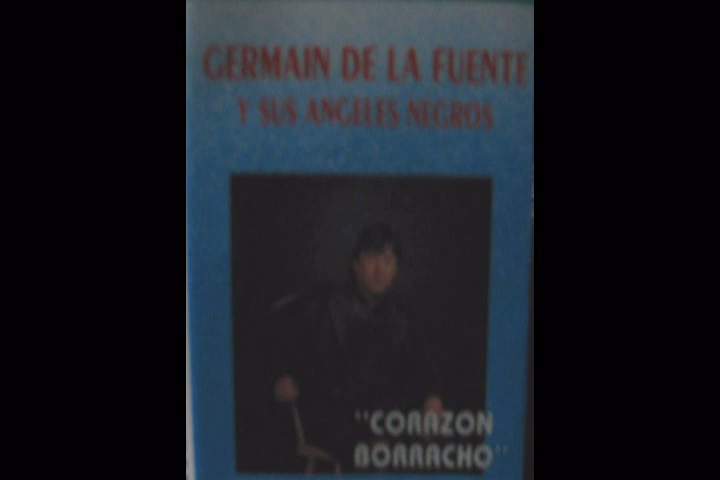 GERMAIN DE LA FUENTE
Y SUS ANGELES NEGROS
"CORAZON
BORRACHO"